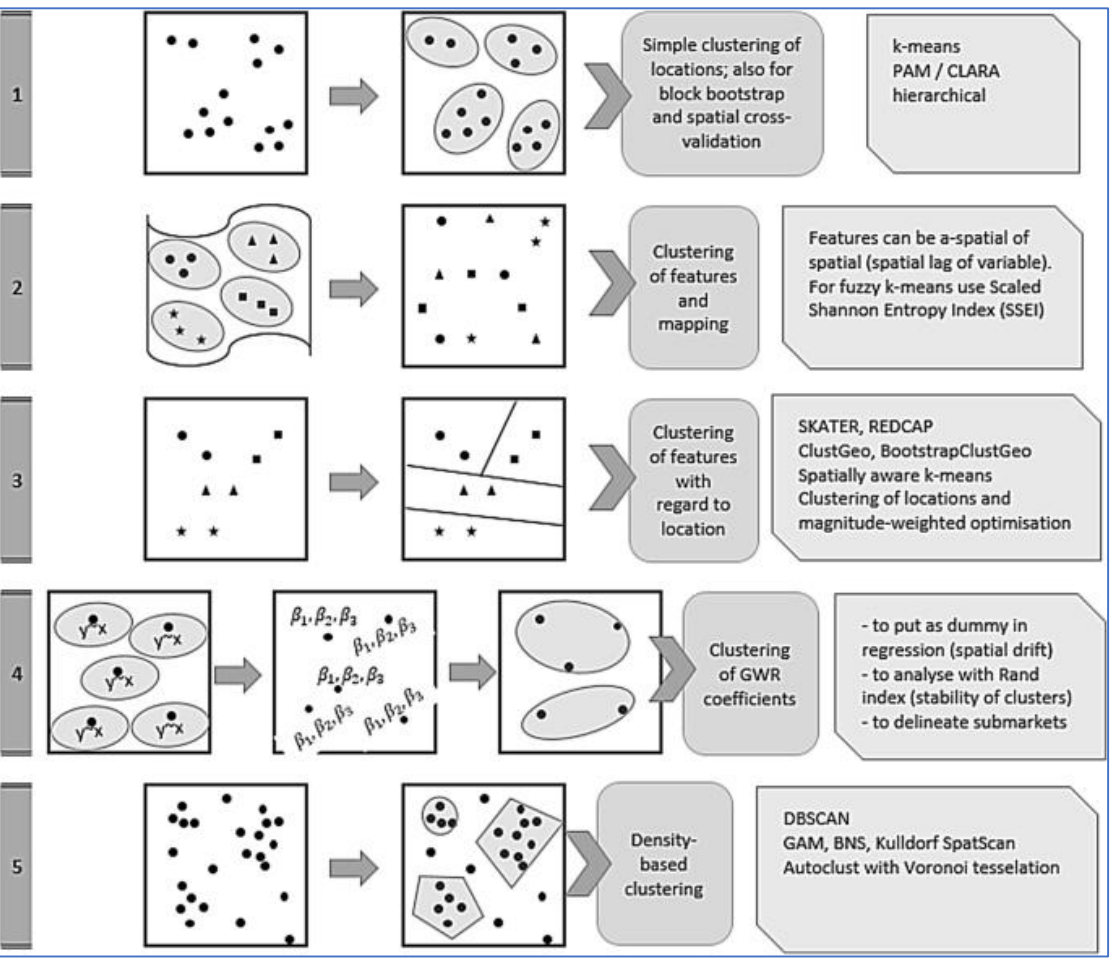 1
Simple clustering of
locations; also for
block bootstrap
and spatial cross-
validation
k-means
PAM / CLARA
hierarchical
2
Clustering
of features
and
mapping
Features can be a-spatial of
spatial (spatial lag of variable).
For fuzzy k-means use Scaled
Shannon Entropy Index (SSEI)
3
Clustering
of features
with
regard to
location
SKATER, REDCAP
ClustGeo, BootstrapClustGeo
Spatially aware k-means
Clustering of locations and
magnitude-weighted optimisation
4
y~x
y~x
y~x
y~x
y~x
β₁, β₂, β₃
β₁, β₂, β₃
β₁, β₂, β₃
β₁, β₂, β₃
β₁, β₂, β₃
Clustering
of GWR
coefficients
- to put as dummy in
regression (spatial drift)
- to analyse with Rand
index (stability of clusters)
- to delineate submarkets
5
Density-
based
clustering
DBSCAN
GAM, BNS, Kulldorf SpatScan
Autoclust with Voronoi tesselation